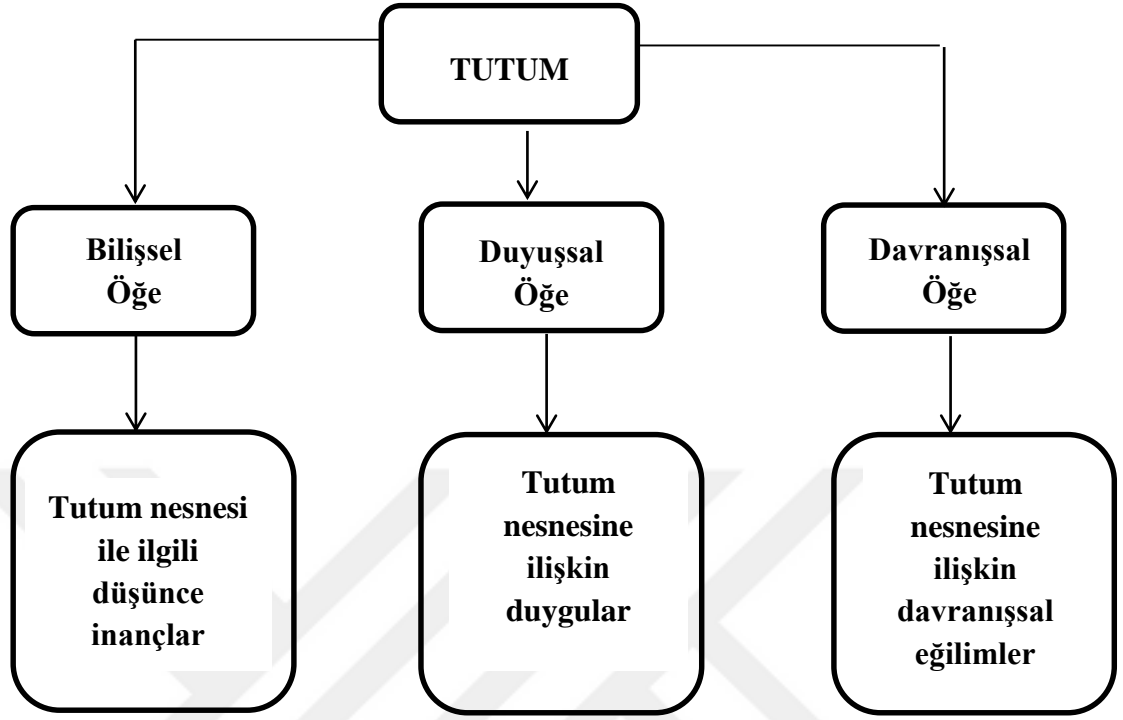 TUTUM
Bilişsel
Öğe
Duyuşsal
Öğe
Davranışsal
Öğe
Tutum nesnesi
ile ilgili
düşünce
inançlar
Tutum
nesnesine
ilişkin
duygular
Tutum
nesnesine
ilişkin
davranışsal
eğilimler